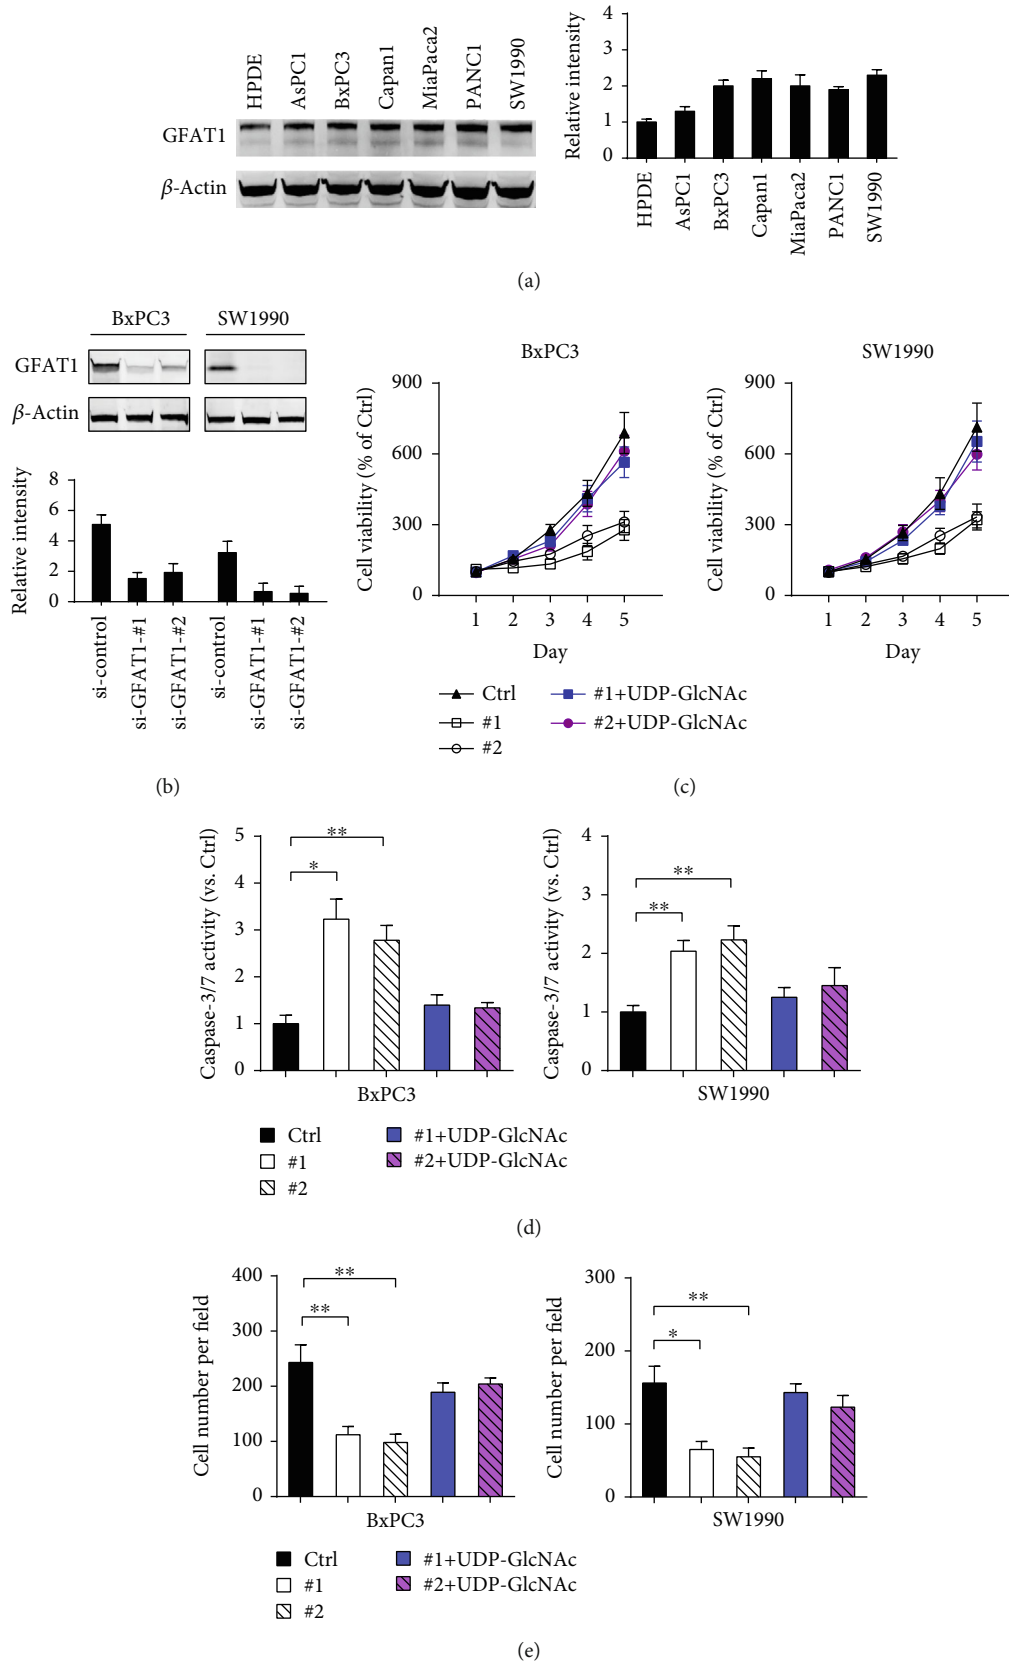 HPDE
AsPC1
BxPC3
Capan1
MiaPaca2
PANC1
SW1990
GFAT1
β-Actin
Relative intensity
4
3
2
1
0
HPDE
AsPC1
BxPC3
Capan1
MiaPaca2
PANC1
SW1990
(a)
BxPC3
SW1990
GFAT1
β-Actin
Relative intensity
8
6
4
2
0
si-control
si-GFAT1-#1
si-GFAT1-#2
si-control
si-GFAT1-#1
si-GFAT1-#2
(b)
BxPC3
Cell viability (% of Ctrl)
900
600
300
0
1 2 3 4 5
Day
SW1990
Cell viability (% of Ctrl)
900
600
300
0
1 2 3 4 5
Day
Ctrl
#1
#2
#1+UDP-GlcNAc
#2+UDP-GlcNAc
(c)
Caspase-3/7 activity (vs. Ctrl)
5
4
3
2
1
0
**
*
BxPC3
Caspase-3/7 activity (vs. Ctrl)
4
3
2
1
0
**
**
SW1990
Ctrl
#1
#2
#1+UDP-GlcNAc
#2+UDP-GlcNAc
(d)
Cell number per field
400
300
200
100
0
**
**
BxPC3
Cell number per field
300
200
100
0
**
*
SW1990
Ctrl
#1
#2
#1+UDP-GlcNAc
#2+UDP-GlcNAc
(e)